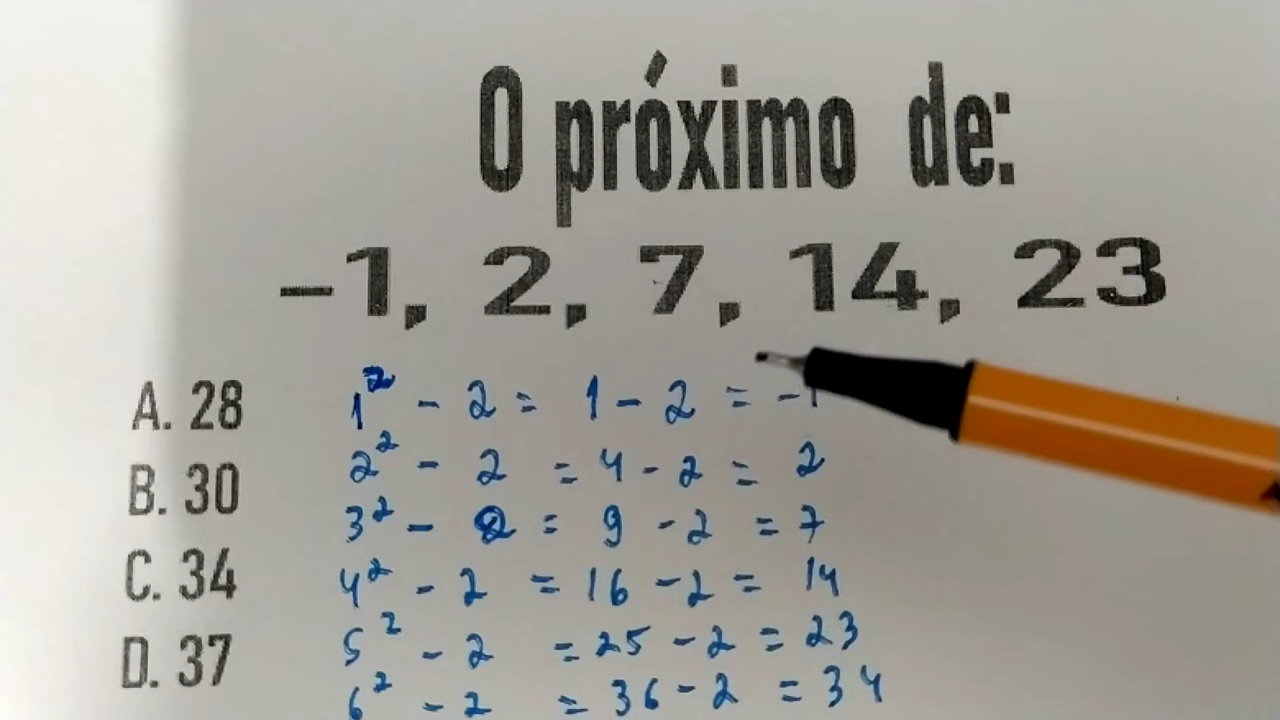 O próximo de:
-1, 2, 7, 14, 23
A. 28
B. 30
C. 34
D. 37
1² - 2 = 1 - 2 = -1
2² - 2 = 4 - 2 = 2
3² - 2 = 9 - 2 = 7
4² - 2 = 16 - 2 = 14
5² - 2 = 25 - 2 = 23
6² - 2 = 36 - 2 = 34